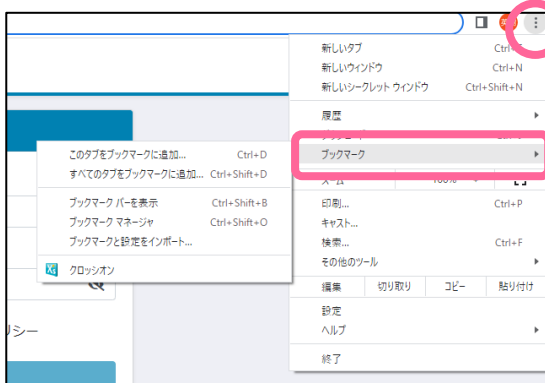 新しいタブ
新しいウィンドウ Ctrl+N
新しいシークレット ウィンドウ Ctrl+Shift+N
履歴
ブックマーク
印刷... Ctrl+P
キャスト...
検索... Ctrl+F
その他のツール
編集 切り取り コピー 貼り付け
設定
ヘルプ
終了
このタブをブックマークに追加... Ctrl+D
すべてのタブをブックマークに追加... Ctrl+Shift+D
ブックマーク バーを表示 Ctrl+Shift+B
ブックマーク マネージャ Ctrl+Shift+O
ブックマークと設定をインポート...
クロッシオン
リシー